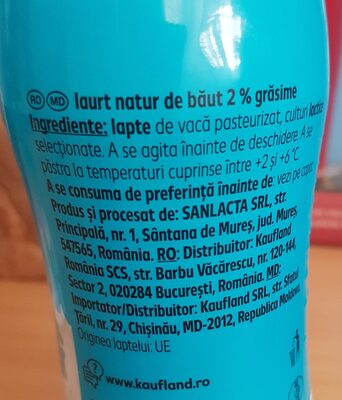 RO MD Iaurt natur de băut 2 % grăsime
Ingrediente: lapte de vacă pasteurizat, culturi lactice
selecționate. A se agita înainte de deschidere. A se
păstra la temperaturi cuprinse între +2 și +6 °C.
A se consuma de preferință înainte de: vezi pe capac.
Produs și procesat de: SANLACTA SRL, str.
Principală, nr. 1, Sântana de Mureș, jud. Mureș,
547565, România. RO: Distribuitor: Kaufland
România SCS, str. Barbu Văcărescu, nr. 120-144,
Sector 2, 020284 București, România. MD:
Importator/Distribuitor: Kaufland SRL, str. Sfatul
Țării, nr. 29, Chișinău, MD-2012, Republica Moldova.
Originea laptelui: UE
www.kaufland.ro